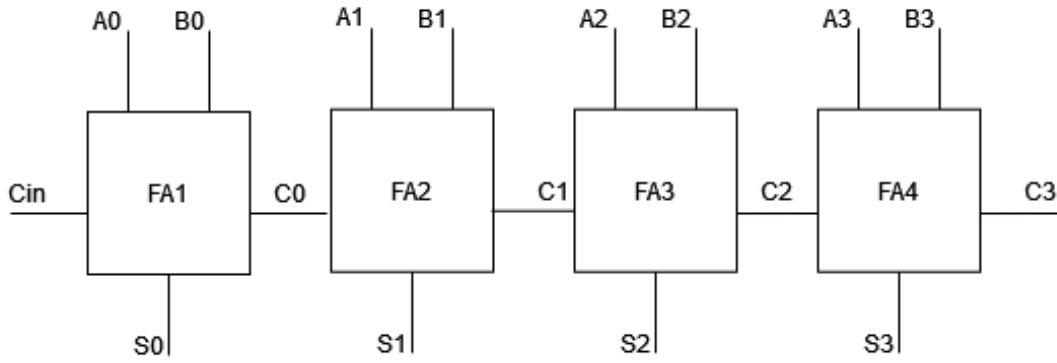 A0 B0 A1 B1 A2 B2 A3 B3
Cin FA1 C0 FA2 C1 FA3 C2 FA4 C3
S0 S1 S2 S3